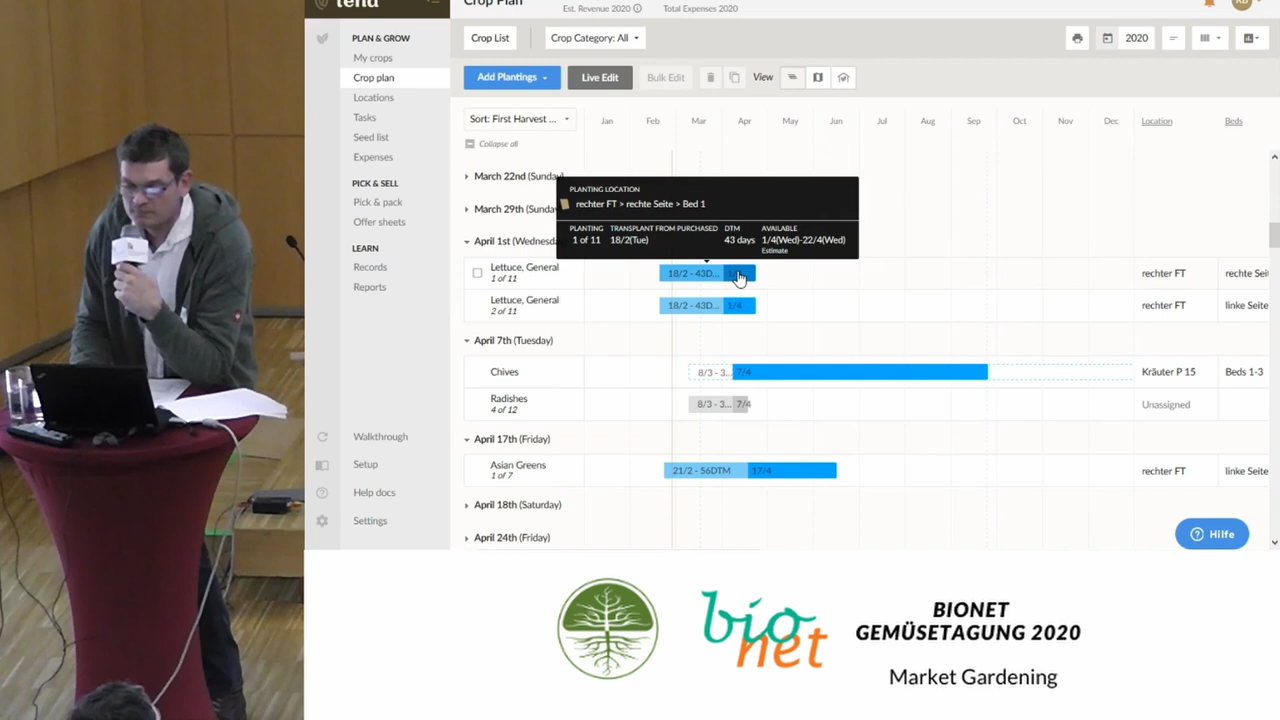 tend
Crop Plan
Est. Revenue 2020
Total Expenses 2020
PLAN & GROW
My crops
Crop plan
Locations
Tasks
Seed list
Expenses
PICK & SELL
Pick & pack
Offer sheets
LEARN
Records
Reports
Walkthrough
Setup
Help docs
Settings
Crop List
Crop Category: All
2020
Add Plantings
Live Edit
Bulk Edit
View
Sort: First Harvest ...
Jan Feb Mar Apr May Jun Jul Aug Sep Oct Nov Dec Location Beds
Collapse all
March 22nd (Sunday)
March 29th (Sunday
April 1st (Wednesda
PLANTING LOCATION
rechter FT > rechte Seite > Bed 1
PLANTING TRANSPLANT FROM PURCHASED DTM AVAILABLE
1 of 11 18/2(Tue) 43 days 1/4(Wed)-22/4(Wed)
Estimate
Lettuce, General 18/2 - 43D... rechter FT rechte Seit
1 of 11
Lettuce, General 18/2 - 43D... 1/4 rechter FT linke Seite
2 of 11
April 7th (Tuesday)
Chives 8/3 - 3... 7/4 Kräuter P 15 Beds 1-3
Radishes 8/3 - 3... 7/4 Unassigned
4 of 12
April 17th (Friday)
Asian Greens 21/2 - 56DTM 17/4 rechter FT linke Seite
1 of 7
April 18th (Saturday)
April 24th (Friday)
Hilfe
bionet
BIONET
GEMÜSETAGUNG 2020
Market Gardening